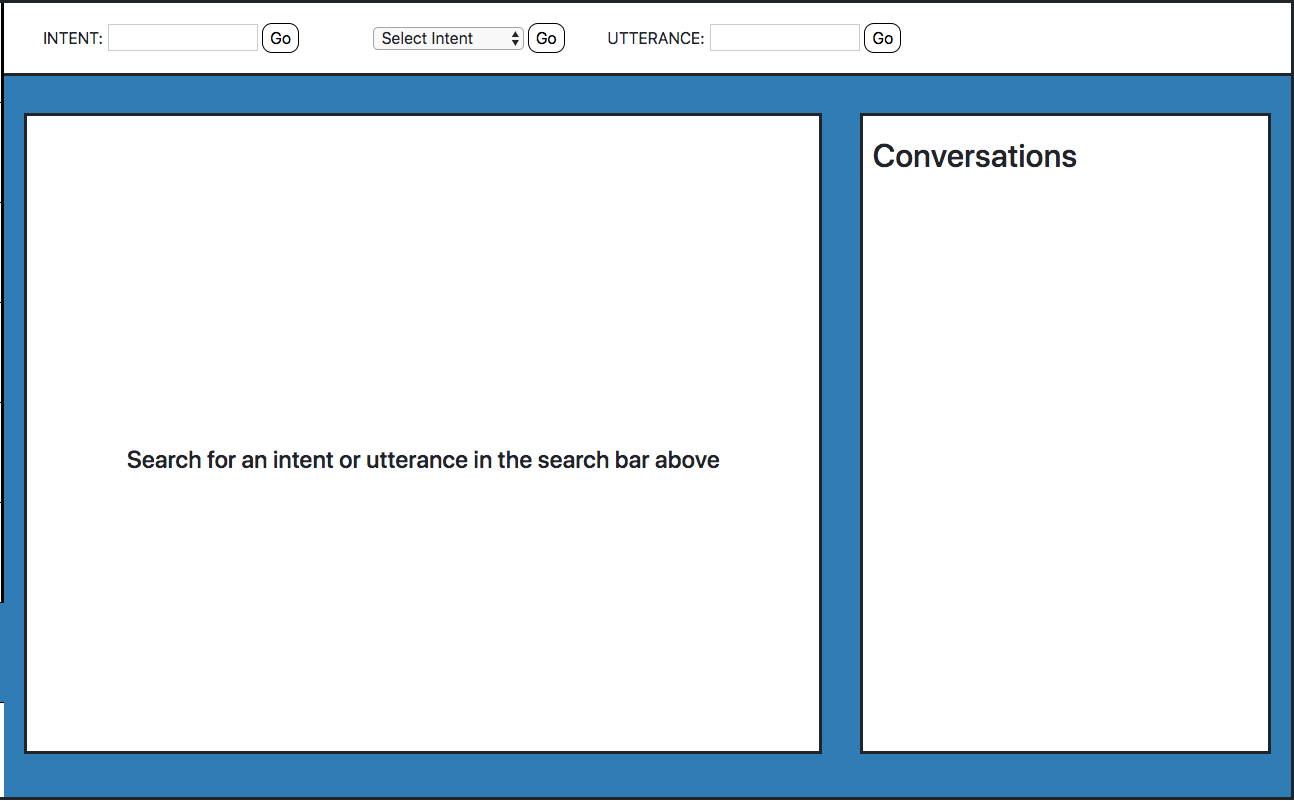 INTENT: Go Select Intent Go UTTERANCE: Go
Conversations
Search for an intent or utterance in the search bar above